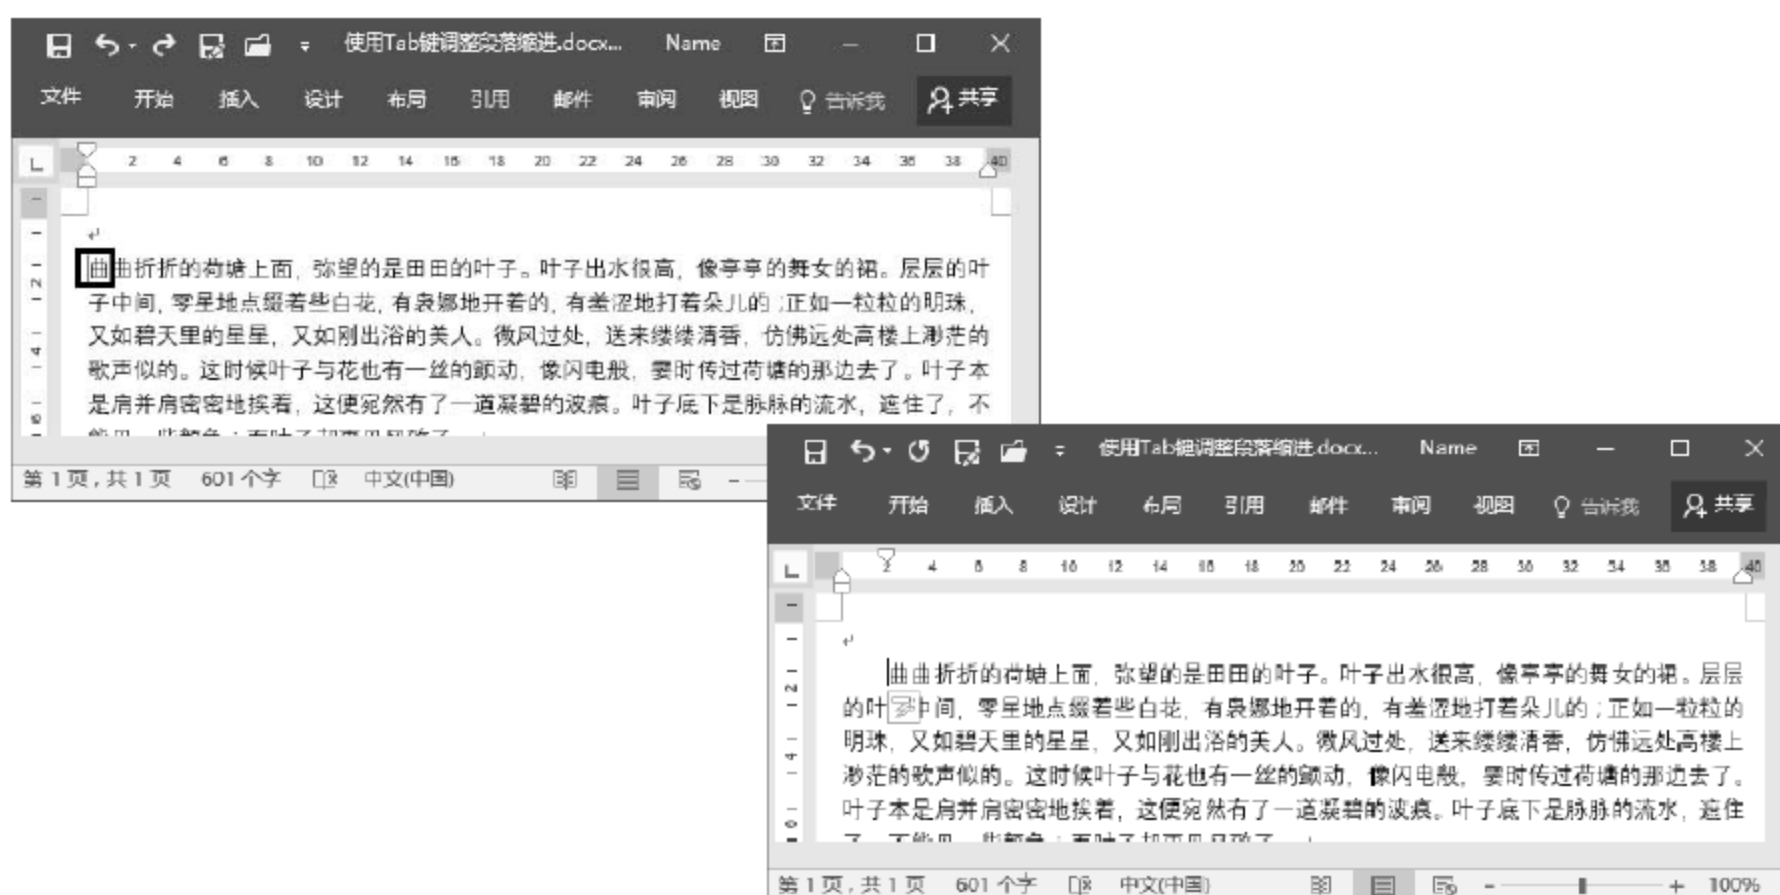 使用Tab键调整段落缩进.docx... Name
文件 开始 插入 设计 布局 引用 邮件 审阅 视图 告诉我 共享
2 4 6 8 10 12 14 16 18 20 22 24 26 28 30 32 34 36 38 40
曲曲折折的荷塘上面，弥望的是田田的叶子。叶子出水很高，像亭亭的舞女的裙。层层的叶
子中间，零星地点缀着些白花，有袅娜地开着的，有羞涩地打着朵儿的；正如一粒粒的明珠，
又如碧天里的星星，又如刚出浴的美人。微风过处，送来缕缕清香，仿佛远处高楼上渺茫的
歌声似的。这时候叶子与花也有一丝的颤动，像闪电般，霎时传过荷塘的那边去了。叶子本
是肩并肩密密地挨着，这便宛然有了一道凝碧的波痕。叶子底下是脉脉的流水，遮住了，不
第1页，共1页 601个字 中文(中国)
使用Tab键调整段落缩进.docx... Name
文件 开始 插入 设计 布局 引用 邮件 审阅 视图 告诉我 共享
2 4 6 8 10 12 14 16 18 20 22 24 26 28 30 32 34 36 38 40
曲曲折折的荷塘上面，弥望的是田田的叶子。叶子出水很高，像亭亭的舞女的裙。层层
的叶中间，零星地点缀着些白花，有袅娜地开着的，有羞涩地打着朵儿的；正如一粒粒的
明珠，又如碧天里的星星，又如刚出浴的美人。微风过处，送来缕缕清香，仿佛远处高楼上
渺茫的歌声似的。这时候叶子与花也有一丝的颤动，像闪电般，霎时传过荷塘的那边去了。
叶子本是肩并肩密密地挨着，这便宛然有了一道凝碧的波痕。叶子底下是脉脉的流水，遮住
第1页，共1页 601个字 中文(中国) 100%